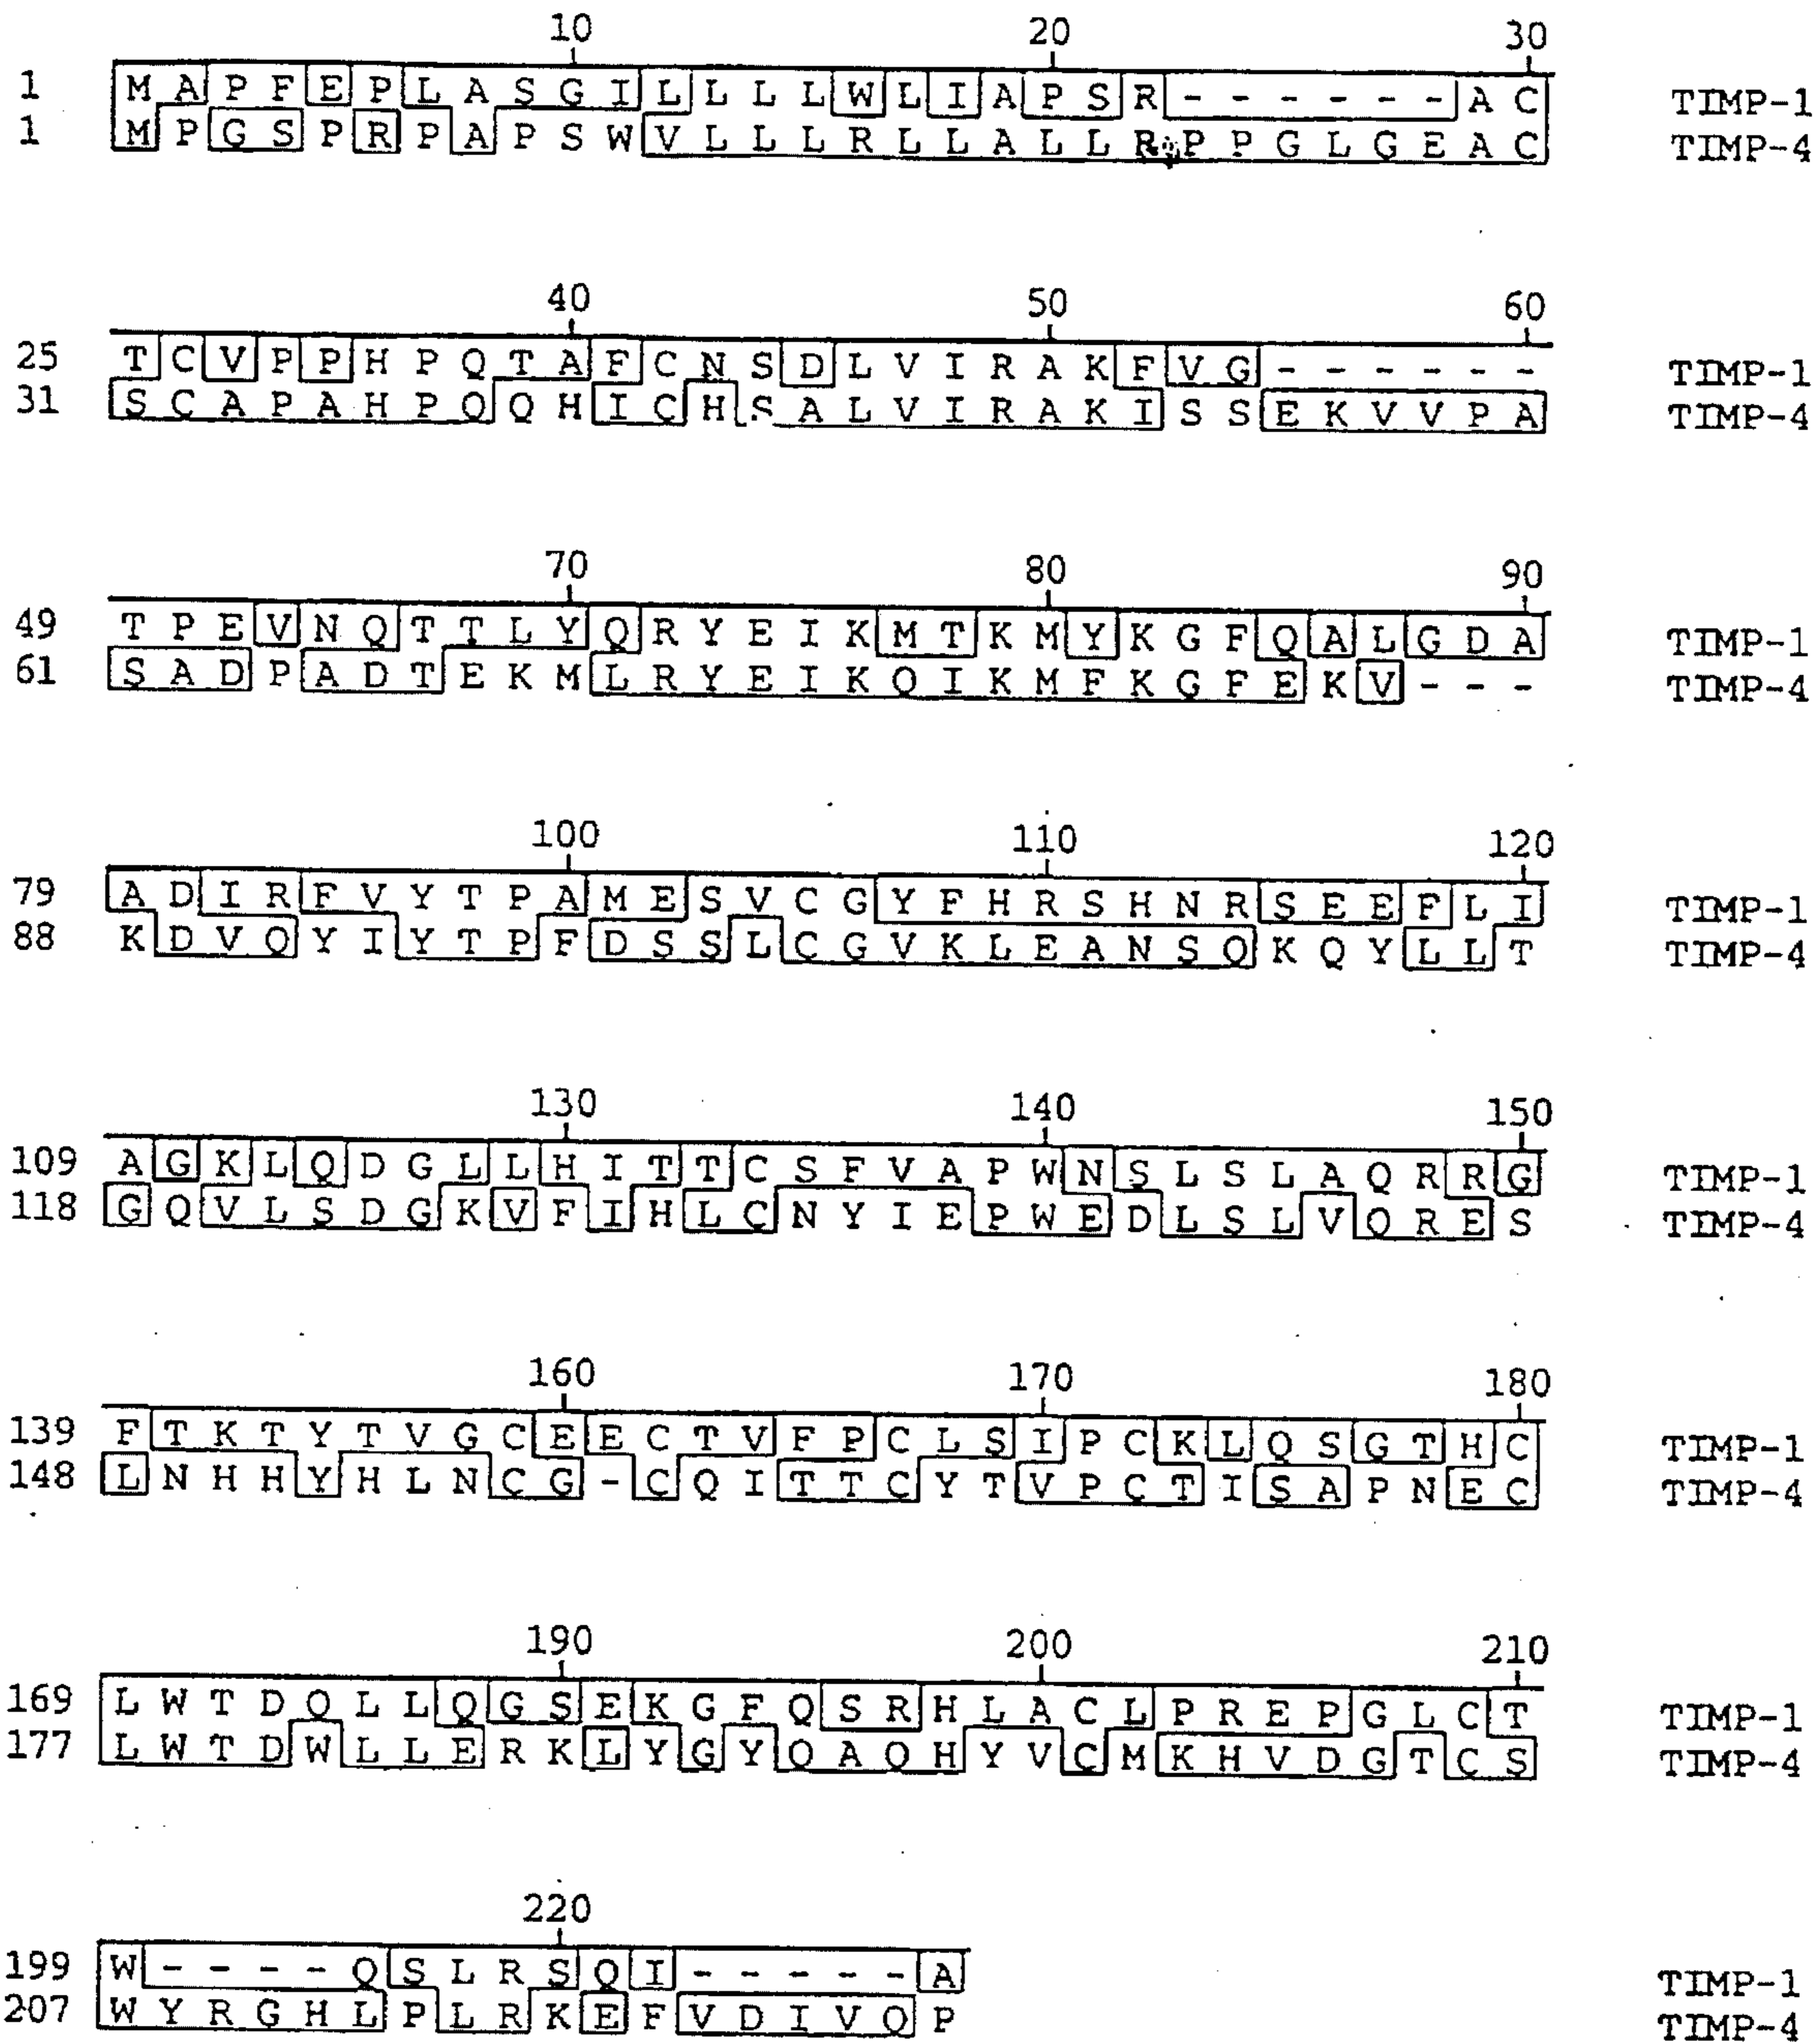 10 20 30
1 M A P F E P L A S G I L L L L W L I A P S R - - - - - - A C TIMP-1
1 M P G S P R P A P S W V L L L R L L A L L R P P G L G E A C TIMP-4
40 50 60
25 T C V P P H P Q T A F C N S D L V I R A K F V G - - - - - - TIMP-1
31 S C A P A H P Q Q H I C H S A L V I R A K I S S E K V V P A TIMP-4
70 80 90
49 T P E V N Q T T L Y Q R Y E I K M T K M Y K G F Q A L G D A TIMP-1
61 S A D P A D T E K M L R Y E I K Q I K M F K G F E K V - - - TIMP-4
100 110 120
79 A D I R F V Y T P A M E S V C G Y F H R S H N R S E E F L I TIMP-1
88 K D V Q Y I Y T P F D S S L C G V K L E A N S Q K Q Y L L T TIMP-4
130 140 150
109 A G K L Q D G L L H I T T C S F V A P W N S L S L A Q R R G TIMP-1
118 G Q V L S D G K V F I H L C N Y I E P W E D L S L V Q R E S TIMP-4
160 170 180
139 F T K T Y T V G C E E C T V F P C L S I P C K L Q S G T H C TIMP-1
148 L N H H Y H L N C G - C Q I T T C Y T V P C T I S A P N E C TIMP-4
190 200 210
169 L W T D Q L L Q G S E K G F Q S R H L A C L P R E P G L C T TIMP-1
177 L W T D W L L E R K L Y G Y Q A Q H Y V C M K H V D G T C S TIMP-4
220
199 W - - - - Q S L R S Q I - - - - - A TIMP-1
207 W Y R G H L P L R K E F V D I V Q P TIMP-4